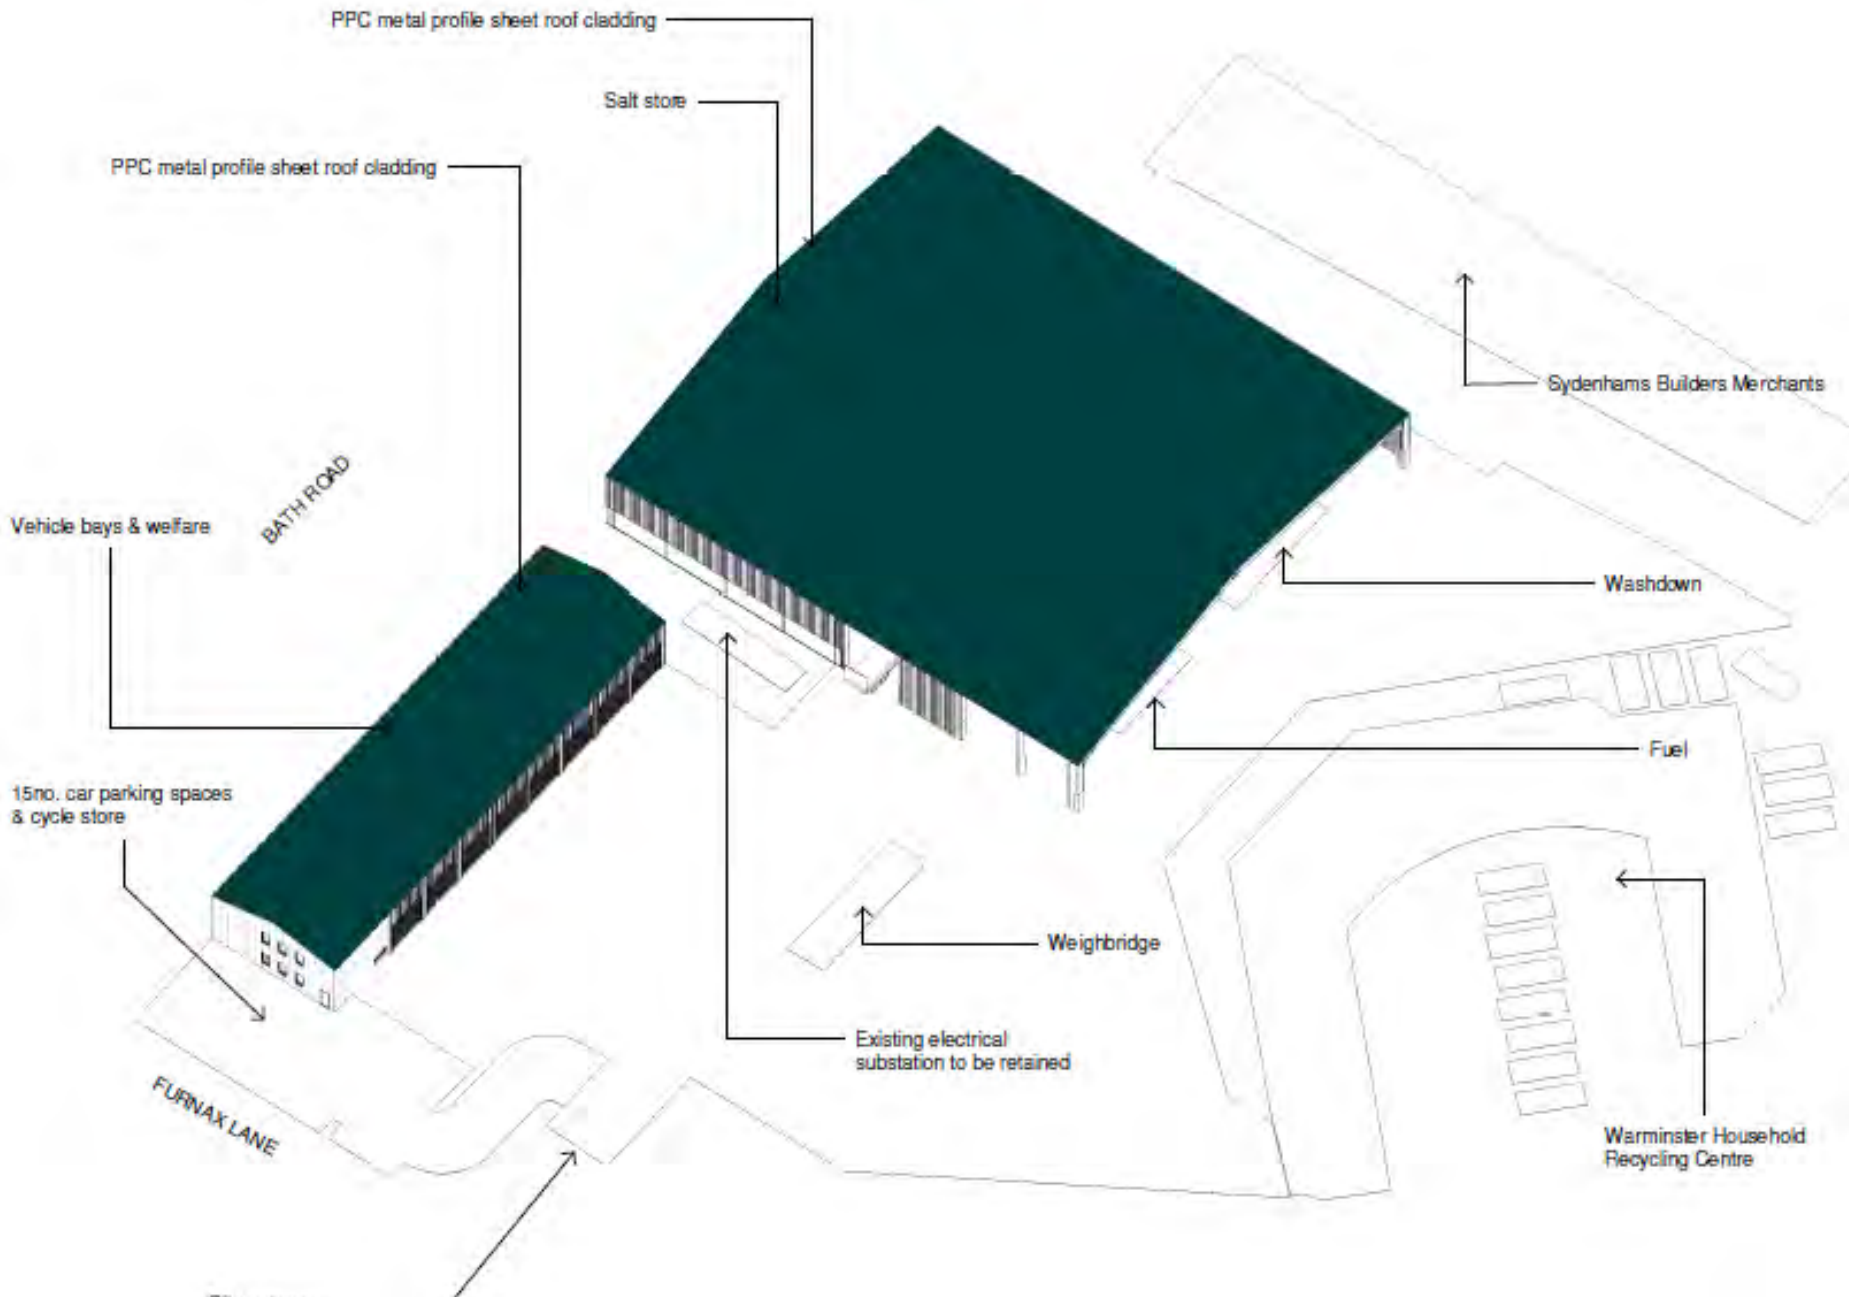 PPC metal profile sheet roof cladding
Salt store
PPC metal profile sheet roof cladding
Sydenhams Builders Merchants
BATH ROAD
Vehicle bays & welfare
Washdown
Fuel
15no. car parking spaces
& cycle store
Weighbridge
Existing electrical
substation to be retained
FURNAX LANE
Warminster Household
Recycling Centre